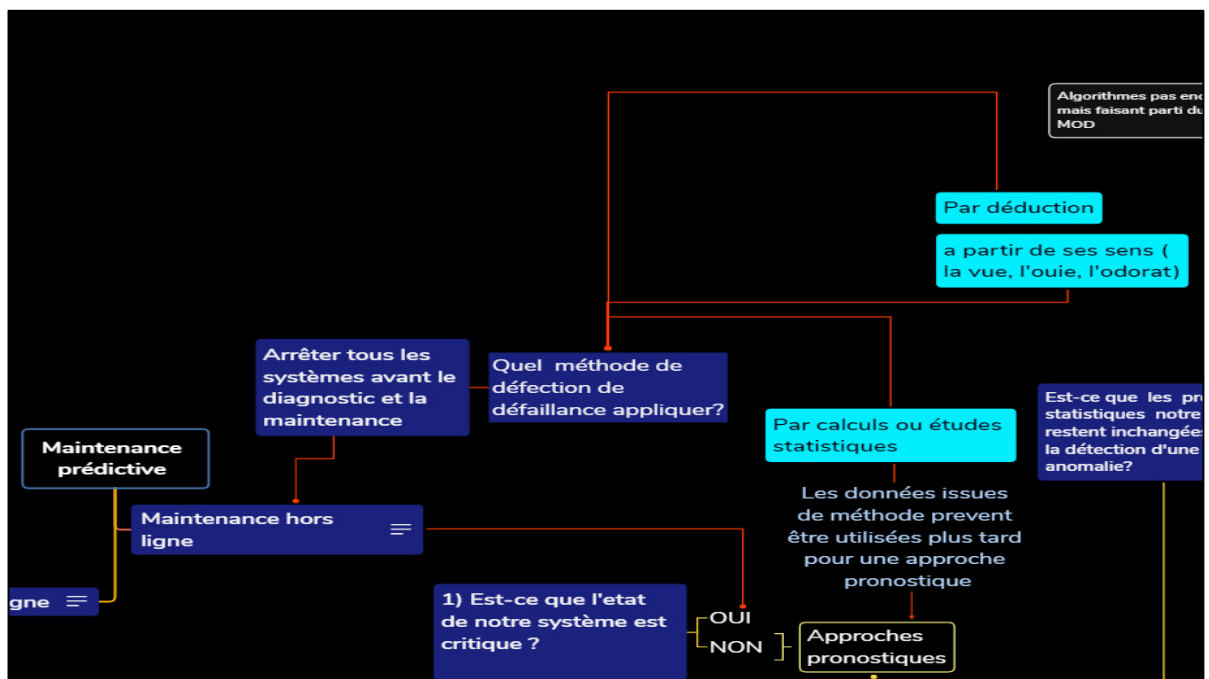 Algorithmes pas
mais faisant parti
MOD
Par déduction
a partir de ses sens (
la vue, l'ouie, l'odorat)
Arrêter tous les
systèmes avant le
diagnostic et la
maintenance
Quel méthode de
défection de
défaillance appliquer?
Par calculs ou études
statistiques
Est-ce que les
statistiques notre
restent inchangées
la détection d'une
anomalie?
Maintenance
prédictive
Maintenance hors
ligne
Les données issues
de méthode prevent
être utilisées plus tard
pour une approche
pronostique
gne
1) Est-ce que l'etat
de notre système est
critique ?
OUI
NON
Approches
pronostiques